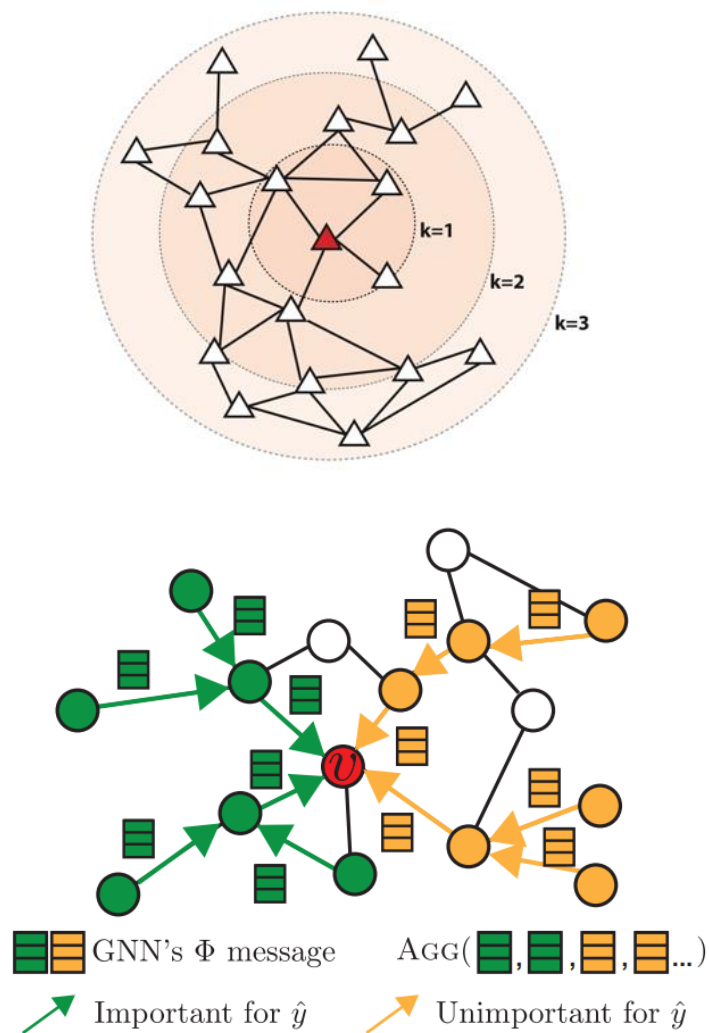 k=1
k=2
k=3
υ
GNN's Φ message AGG( , , , , ...)
Important for ŷ Unimportant for ŷ